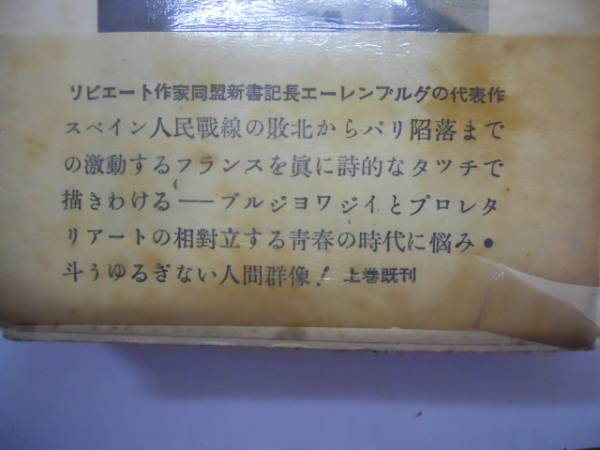 ソビエート作家同盟新書記長エーレンブルグの代表作
スペイン人民戰線の敗北からパリ陥落まで
の激動するフランスを眞に詩的なタツチで
描きわける──ブルジヨワジイとプロレタ
リアートの相對立する青春の時代に悩み・
斗うゆるぎない人間群像! 上巻既刊